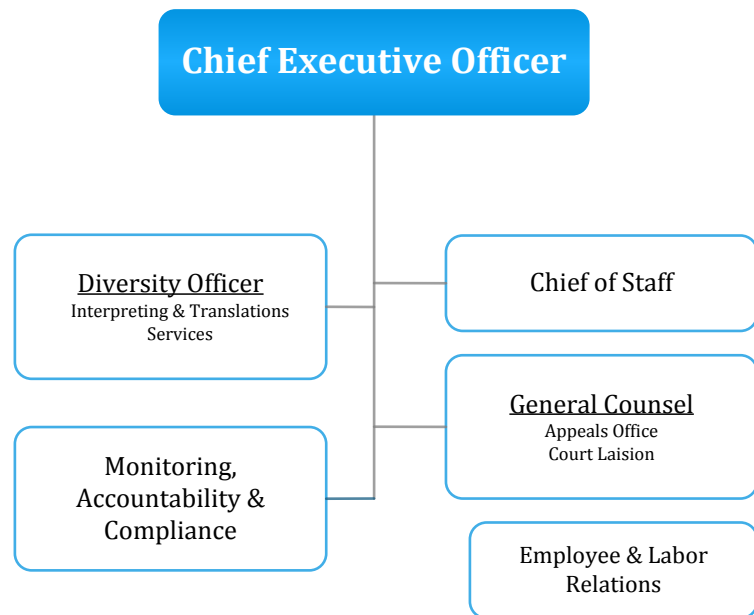 Chief Executive Officer
Diversity Officer
Interpreting & Translations
Services
Chief of Staff
General Counsel
Appeals Office
Court Laision
Monitoring,
Accountability &
Compliance
Employee & Labor
Relations